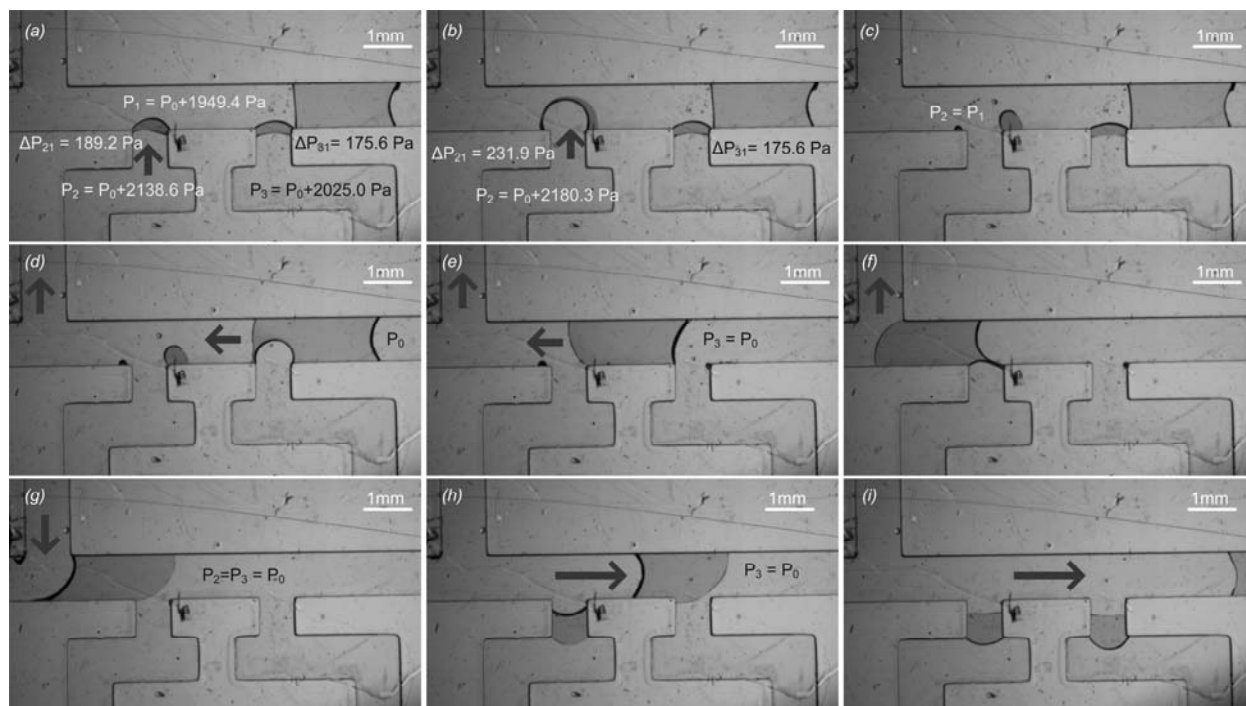 (a)
1mm
P₁ = P₀+1949.4 Pa
ΔP₂₁ = 189.2 Pa
ΔP₃₁= 175.6 Pa
P₂ = P₀+2138.6 Pa
P₃ = P₀+2025.0 Pa
(b)
1mm
ΔP₂₁ = 231.9 Pa
ΔP₃₁= 175.6 Pa
P₂ = P₀+2180.3 Pa
(c)
1mm
P₂ = P₁
(d)
1mm
P₀
(e)
1mm
P₃ = P₀
(f)
1mm
(g)
1mm
P₂=P₃ = P₀
(h)
1mm
P₃ = P₀
(i)
1mm